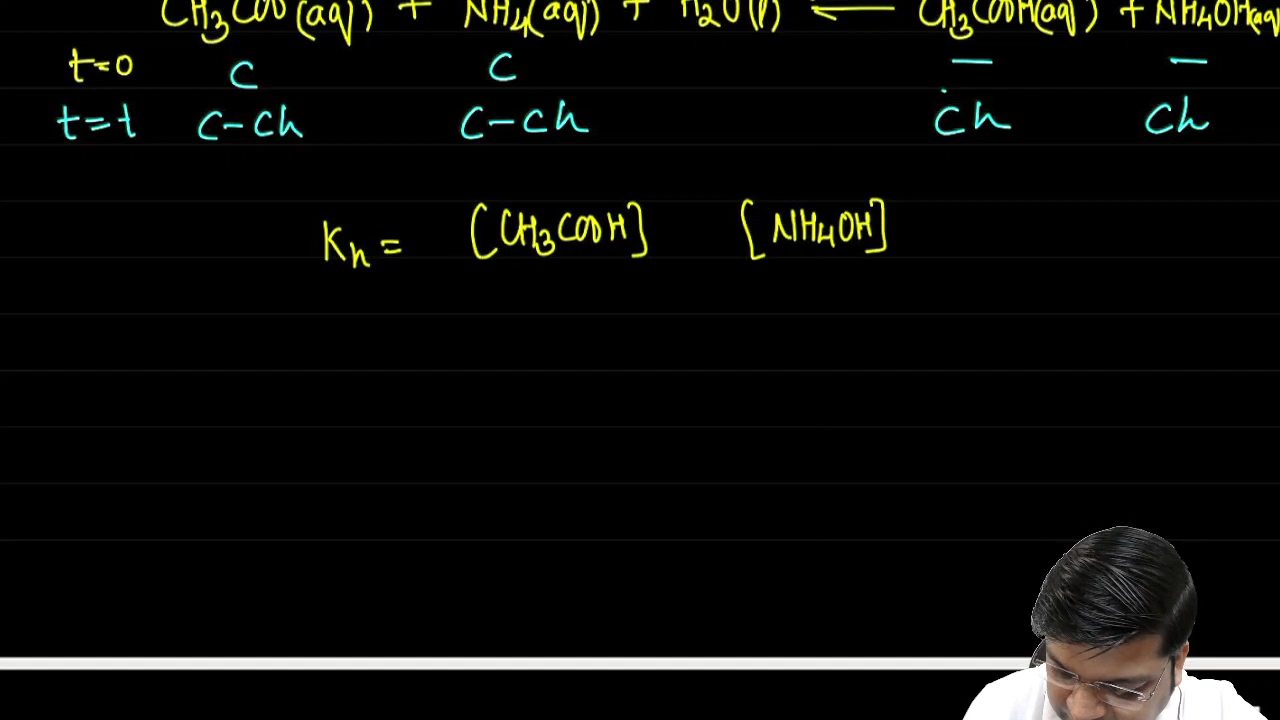 CH3COO (aq) + NH4(aq) + H2O(l) ⇌ CH3COOH(aq) + NH4OH(aq
t=0 C C — —
t=t C-Ch C-Ch Ch Ch
Kh = [CH3COOH] [NH4OH]